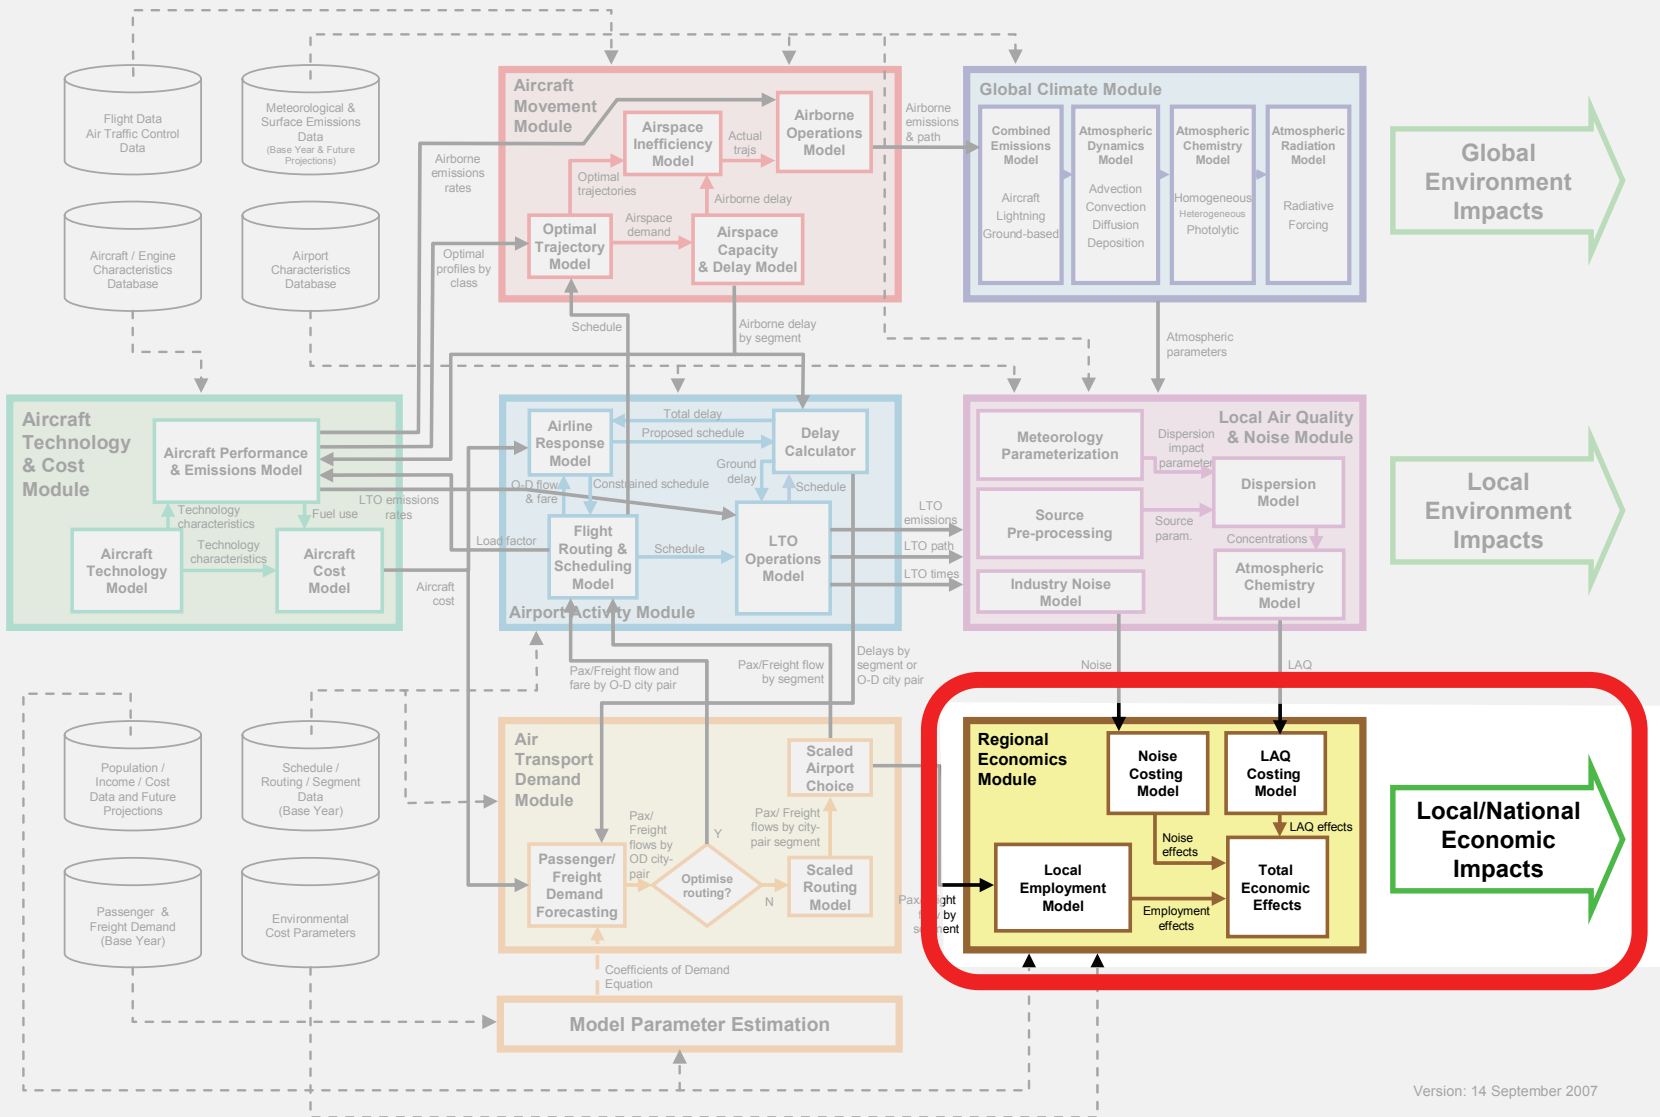 Flight Data
Air Traffic Control
Data
Meteorological &
Surface Emissions
Data
(Base Year & Future
Projections)
Aircraft / Engine
Characteristics
Database
Airport
Characteristics
Database
Airborne
emissions
rates
Optimal
profiles by
class
Aircraft
Movement
Module
Airspace
Inefficiency
Model
Actual
trajs
Airborne
Operations
Model
Optimal
trajectories
Airborne delay
Optimal
Trajectory
Model
Airspace
demand
Airspace
Capacity
& Delay Model
Airborne
emissions
& path
Global Climate Module
Combined
Emissions
Model
Aircraft
Lightning
Ground-based
Atmospheric
Dynamics
Model
Advection
Convection
Diffusion
Deposition
Atmospheric
Chemistry
Model
Homogeneous
Heterogeneous
Photolytic
Atmospheric
Radiation
Model
Radiative
Forcing
Global
Environment
Impacts
Schedule
Airborne delay
by segment
Atmospheric
parameters
Aircraft
Technology
& Cost
Module
Aircraft Performance
& Emissions Model
Technology
characteristics
Fuel use
LTO emissions
rates
Aircraft
Technology
Model
Technology
characteristics
Aircraft
Cost
Model
Load factor
Aircraft
cost
Airline
Response
Model
Total delay
Proposed schedule
Delay
Calculator
Ground
delay
O-D flow
& fare
Constrained schedule
Schedule
Flight
Routing &
Scheduling
Model
Schedule
LTO
Operations
Model
Airport Activity Module
LTO
emissions
LTO path
LTO times
Local Air Quality
& Noise Module
Meteorology
Parameterization
Dispersion
impact
parameter
Dispersion
Model
Source
Pre-processing
Source
param.
Concentrations
Industry Noise
Model
Atmospheric
Chemistry
Model
Local
Environment
Impacts
Pax/Freight flow and
fare by O-D city pair
Pax/Freight flow
by segment
Delays by
segment or
O-D city pair
Noise
LAQ
Population /
Income / Cost
Data and Future
Projections
Schedule /
Routing / Segment
Data
(Base Year)
Passenger &
Freight Demand
(Base Year)
Environmental
Cost Parameters
Air
Transport
Demand
Module
Scaled
Airport
Choice
Pax/
Freight
flows by
OD city-
pair
Y
Pax/ Freight
flows by city-
pair segment
Passenger/
Freight
Demand
Forecasting
Optimise
routing?
N
Scaled
Routing
Model
Pax/Freight
flow by
segment
Coefficients of Demand
Equation
Model Parameter Estimation
Regional
Economics
Module
Noise
Costing
Model
LAQ
Costing
Model
Noise
effects
LAQ effects
Local
Employment
Model
Employment
effects
Total
Economic
Effects
Local/National
Economic
Impacts
Version: 14 September 2007